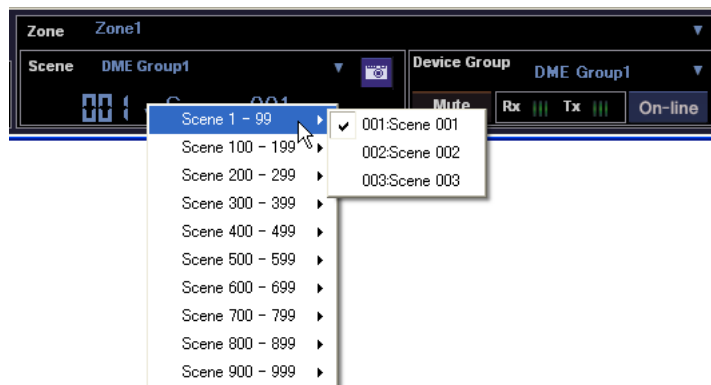 Zone Zone1
Scene DME Group1
Device Group DME Group1
001 001
Mute Rx Tx On-line
Scene 1 - 99
Scene 100 - 199
Scene 200 - 299
Scene 300 - 399
Scene 400 - 499
Scene 500 - 599
Scene 600 - 699
Scene 700 - 799
Scene 800 - 899
Scene 900 - 999
001:Scene 001
002:Scene 002
003:Scene 003